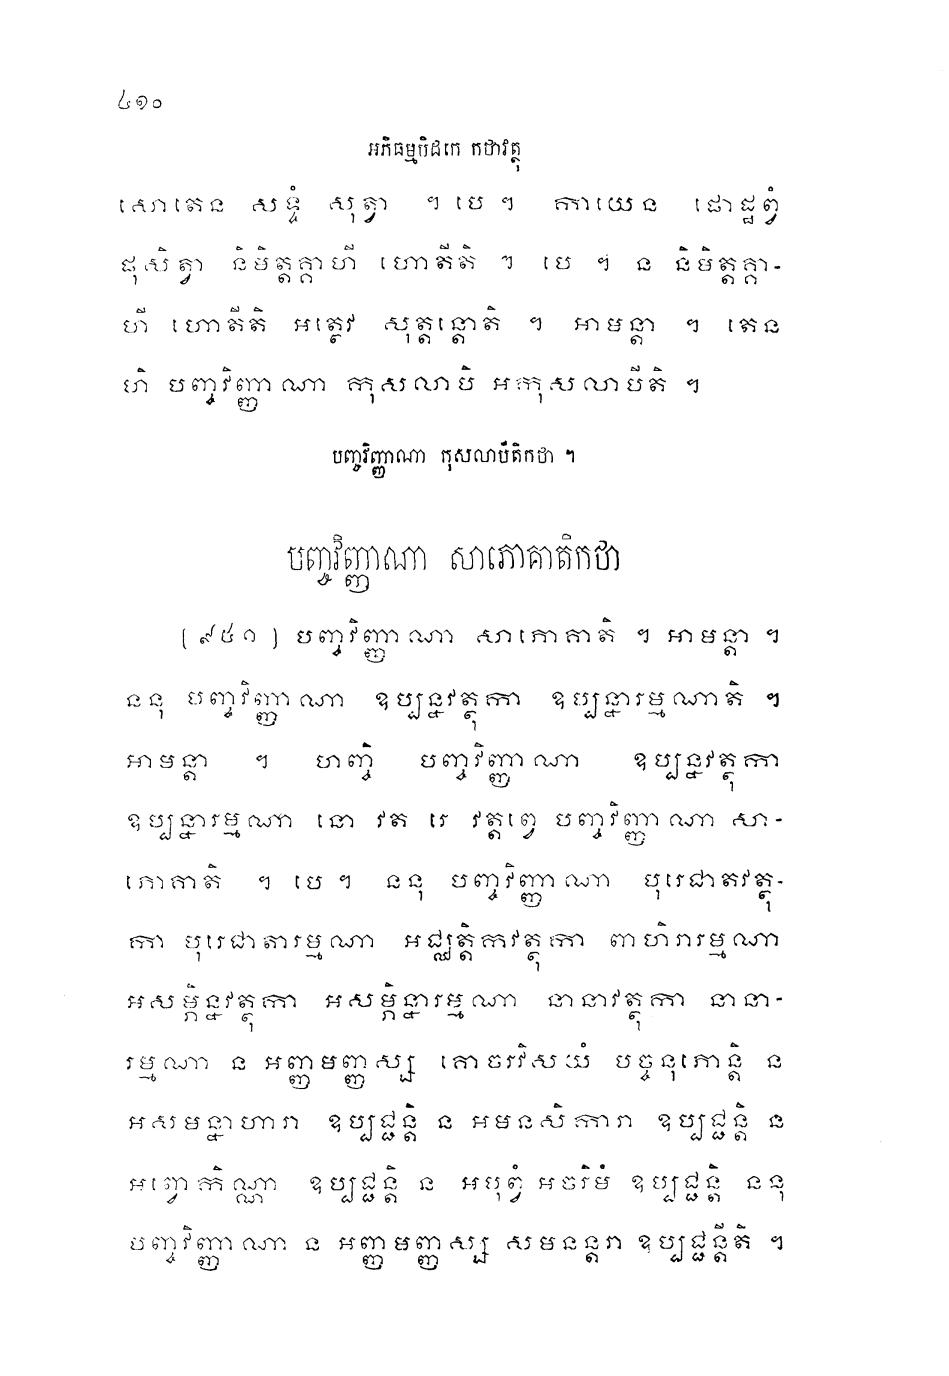 ៤១០
អភិធម្មបិដកេ កថាវត្ថុ
សោតេន សទ្ទំ សុត្វា ។ បេ ។ កាយេន ផោដ្ឋព្វំ
ផុសិត្វា និមិត្តគ្គាហី ហោតីតិ ។ បេ ។ ន និមិត្តគ្គា-
ហី ហោតីតិ អត្ថេវ សុត្តន្តោតិ ។ អាមន្តា ។ តេន
ហិ បញ្ចវិញ្ញាណា កុសលាបិ អកុសលាបីតិ ។
បញ្ចវិញ្ញាណា កុសលាបីតិកថា ។
បញ្ចវិញ្ញាណា សាភោគាតិកថា
(៩៥១) បញ្ចវិញ្ញាណា សាភោគាតិ ។ អាមន្តា ។
ននុ បញ្ចវិញ្ញាណា ឧប្បន្នវត្ថុកា ឧប្បន្នារម្មណាតិ ។
អាមន្តា ។ ហញ្ចិ បញ្ចវិញ្ញាណា ឧប្បន្នវត្ថុកា
ឧប្បន្នារម្មណា នោ វត រេ វត្តព្វេ បញ្ចវិញ្ញាណា សា-
ភោគាតិ ។ បេ ។ ននុ បញ្ចវិញ្ញាណា បុរេជាតវត្ថុ-
កា បុរេជាតារម្មណា អជ្ឈត្តិកវត្ថុកា ពាហិរារម្មណា
អសម្ភិន្នវត្ថុកា អសម្ភិន្នារម្មណា នានាវត្ថុកា នានា-
រម្មណា ន អញ្ញមញ្ញស្ស គោចរវិសយំ បច្ចនុភោន្តិ ន
អសមន្នាហារា ឧប្បជ្ជន្តិ ន អមនសិការា ឧប្បជ្ជន្តិ ន
អព្វោកិណ្ណា ឧប្បជ្ជន្តិ ន អបុព្វំ អចរិមំ ឧប្បជ្ជន្តិ ននុ
បញ្ចវិញ្ញាណា ន អញ្ញមញ្ញស្ស សមនន្តរា ឧប្បជ្ជន្តីតិ ។